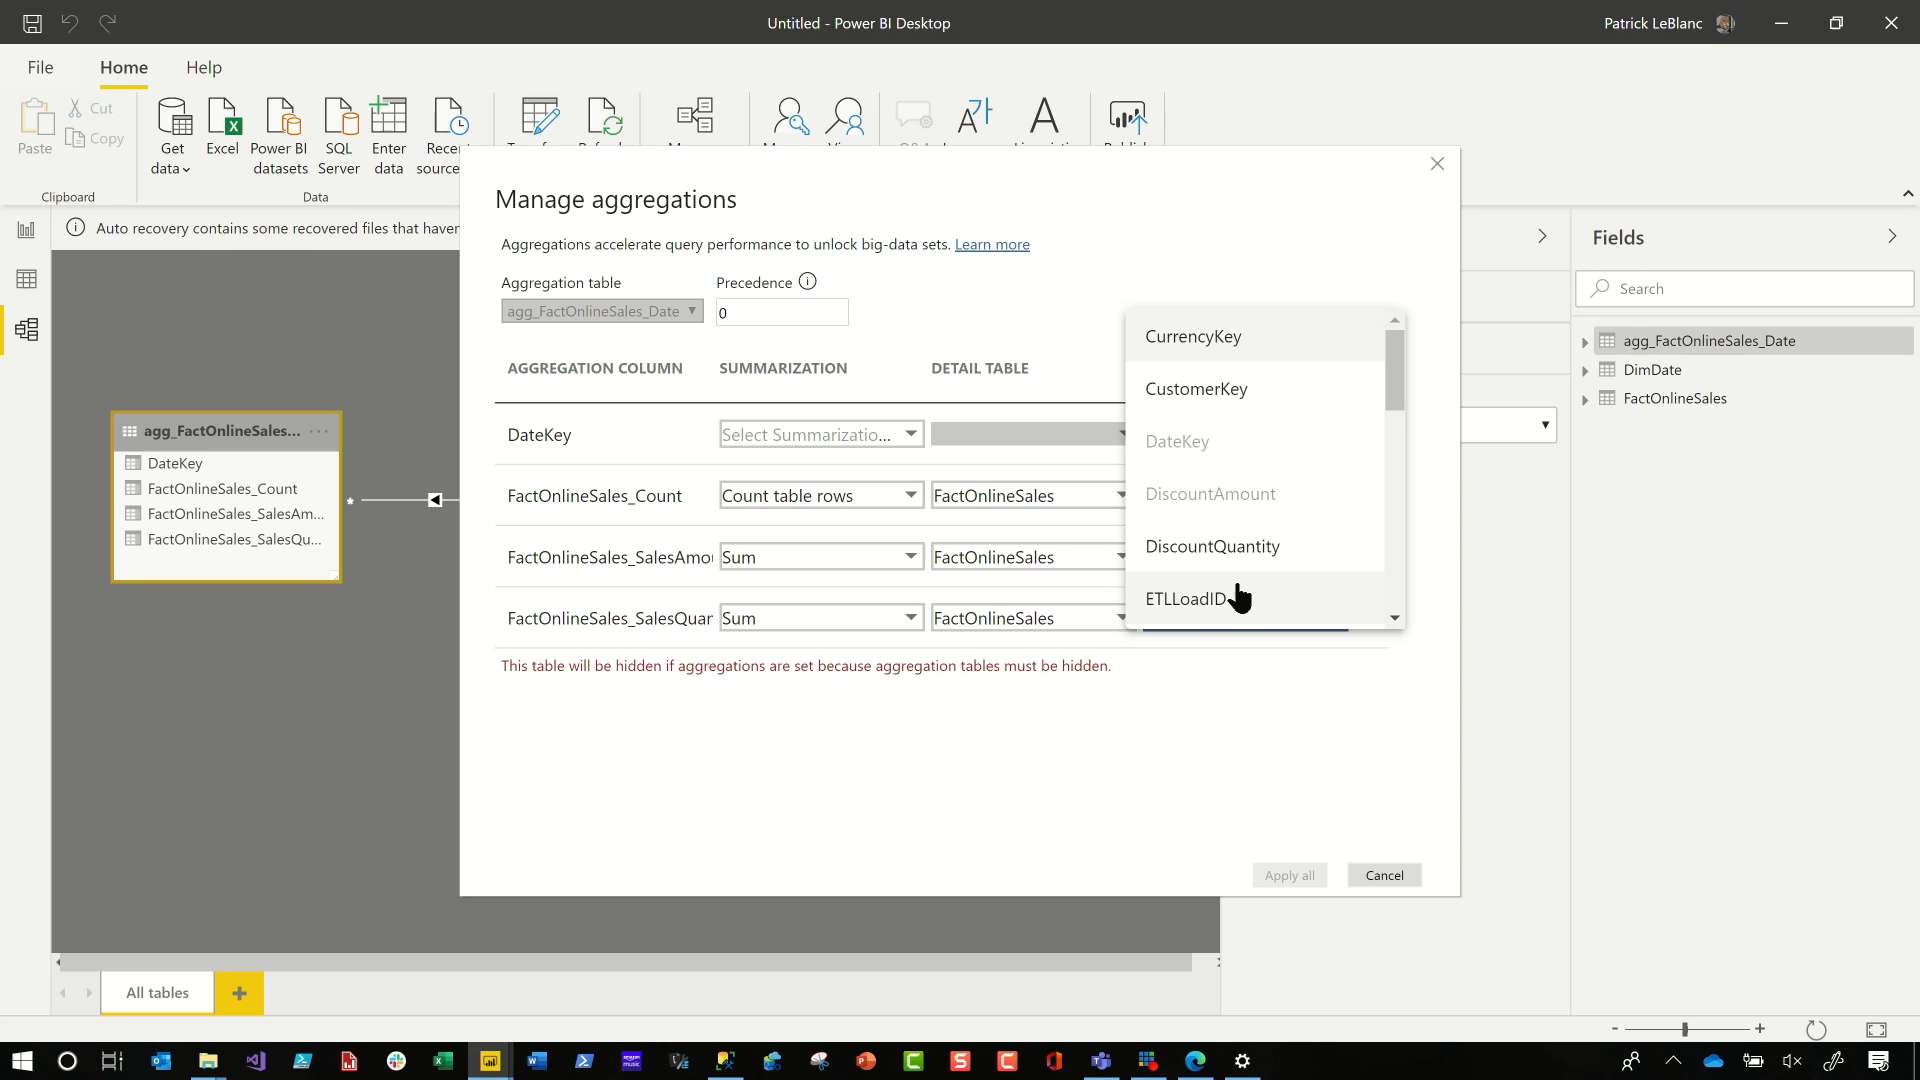 Untitled - Power BI Desktop
Patrick LeBlanc
File
Home
Help
Paste
Cut
Copy
Clipboard
Get data
Excel
Power BI datasets
SQL Server
Enter data
Data
Auto recovery contains some recovered files that haven
Manage aggregations
Aggregations accelerate query performance to unlock big-data sets. Learn more
Aggregation table
Precedence
agg_FactOnlineSales_Date
0
AGGREGATION COLUMN
SUMMARIZATION
DETAIL TABLE
DateKey
Select Summarizatio...
FactOnlineSales_Count
Count table rows
FactOnlineSales
FactOnlineSales_SalesAmou
Sum
FactOnlineSales
FactOnlineSales_SalesQuan
Sum
FactOnlineSales
This table will be hidden if aggregations are set because aggregation tables must be hidden.
CurrencyKey
CustomerKey
DateKey
DiscountAmount
DiscountQuantity
ETLLoadID
Apply all
Cancel
agg_FactOnlineSales...
DateKey
FactOnlineSales_Count
FactOnlineSales_SalesAm...
FactOnlineSales_SalesQu...
Fields
Search
agg_FactOnlineSales_Date
DimDate
FactOnlineSales
All tables